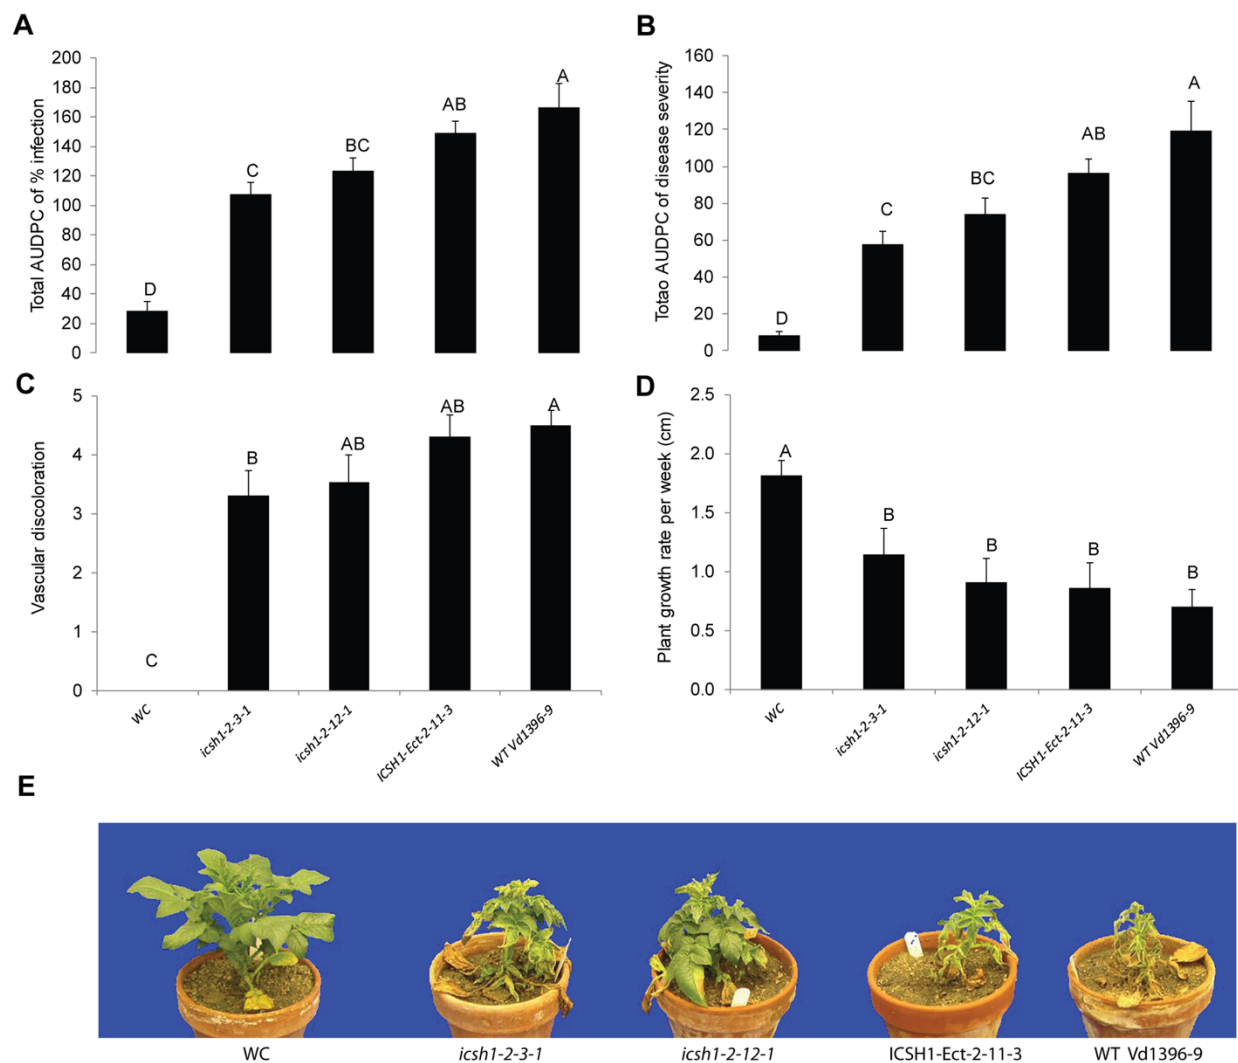 A
Total AUDPC of % infection
200
180
160
140
120
100
80
60
40
20
0
D
C
BC
AB
A
B
Totao AUDPC of disease severity
160
140
120
100
80
60
40
20
0
D
C
BC
AB
A
C
Vascular discoloration
5
4
3
2
1
0
C
B
AB
AB
A
WC
icsh1-2-3-1
icsh1-2-12-1
ICSH1-Ect-2-11-3
WT Vd1396-9
D
Plant growth rate per week (cm)
2.5
2.0
1.5
1.0
0.5
0.0
A
B
B
B
B
WC
icsh1-2-3-1
icsh1-2-12-1
ICSH1-Ect-2-11-3
WT Vd1396-9
E
WC
icsh1-2-3-1
icsh1-2-12-1
ICSH1-Ect-2-11-3
WT Vd1396-9